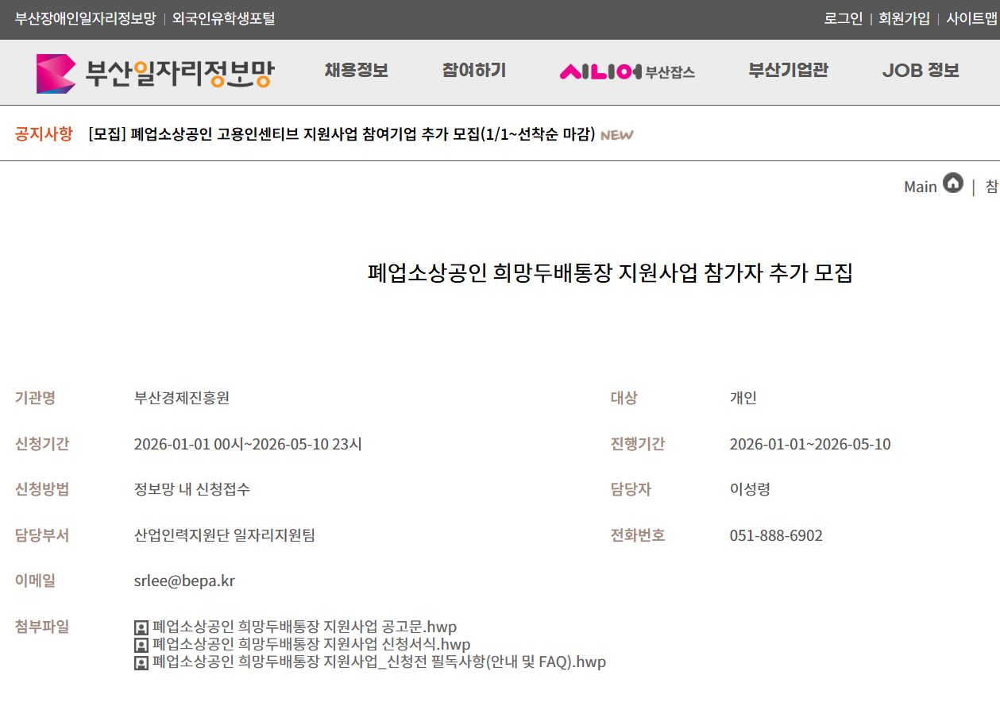 부산장애인일자리정보망 | 외국인유학생포털 로그인 | 회원가입 | 사이트맵
부산일자리정보망 채용정보 참여하기 시니어 부산잡스 부산기업관 JOB 정보
공지사항 [모집] 폐업소상공인 고용인센티브 지원사업 참여기업 추가 모집(1/1~선착순 마감) NEW
Main | 참
폐업소상공인 희망두배통장 지원사업 참가자 추가 모집
기관명 부산경제진흥원 대상 개인
신청기간 2026-01-01 00시~2026-05-10 23시 진행기간 2026-01-01~2026-05-10
신청방법 정보망 내 신청접수 담당자 이성령
담당부서 산업인력지원단 일자리지원팀 전화번호 051-888-6902
이메일 srlee@bepa.kr
첨부파일 폐업소상공인 희망두배통장 지원사업 공고문.hwp
폐업소상공인 희망두배통장 지원사업 신청서식.hwp
폐업소상공인 희망두배통장 지원사업_신청전 필독사항(안내 및 FAQ).hwp